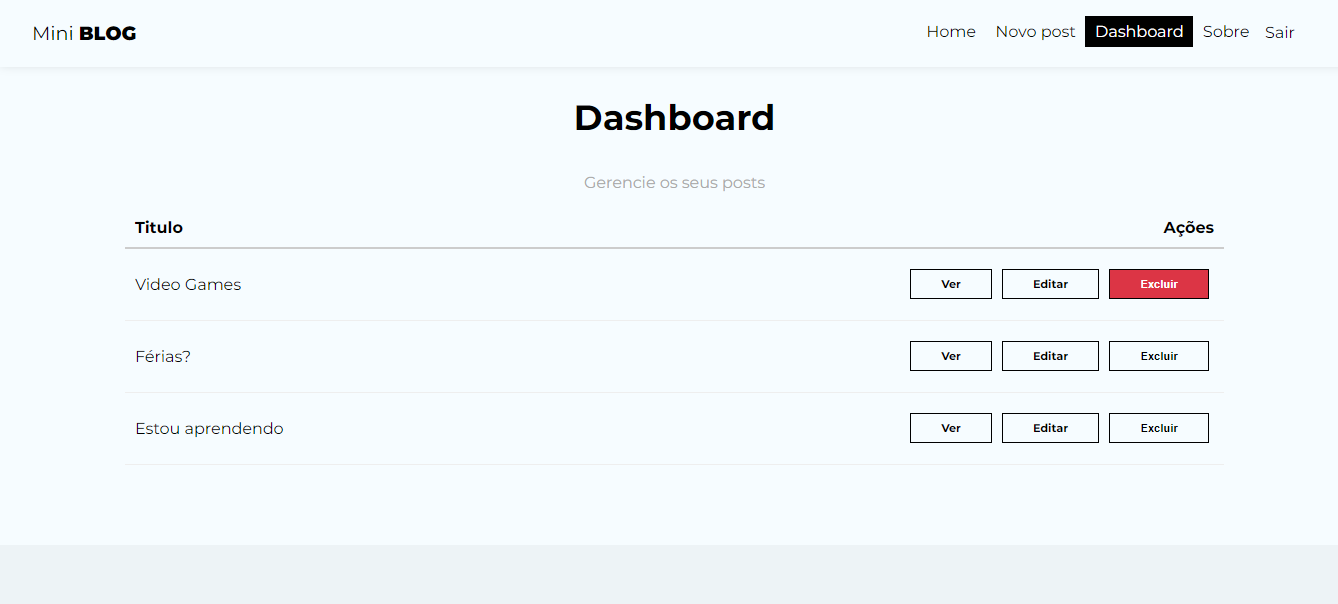 Mini BLOG Home Novo post Dashboard Sobre Sair
Dashboard
Gerencie os seus posts
Titulo Ações
Video Games Ver Editar Excluir
Férias? Ver Editar Excluir
Estou aprendendo Ver Editar Excluir